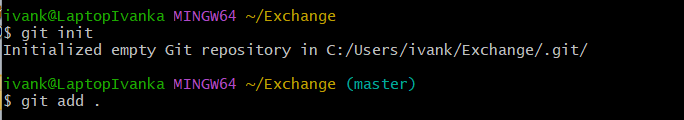 ivank@LaptopIvanka MINGW64 ~/Exchange
$ git init
Initialized empty Git repository in C:/Users/ivank/Exchange/.git/
ivank@LaptopIvanka MINGW64 ~/Exchange (master)
$ git add .